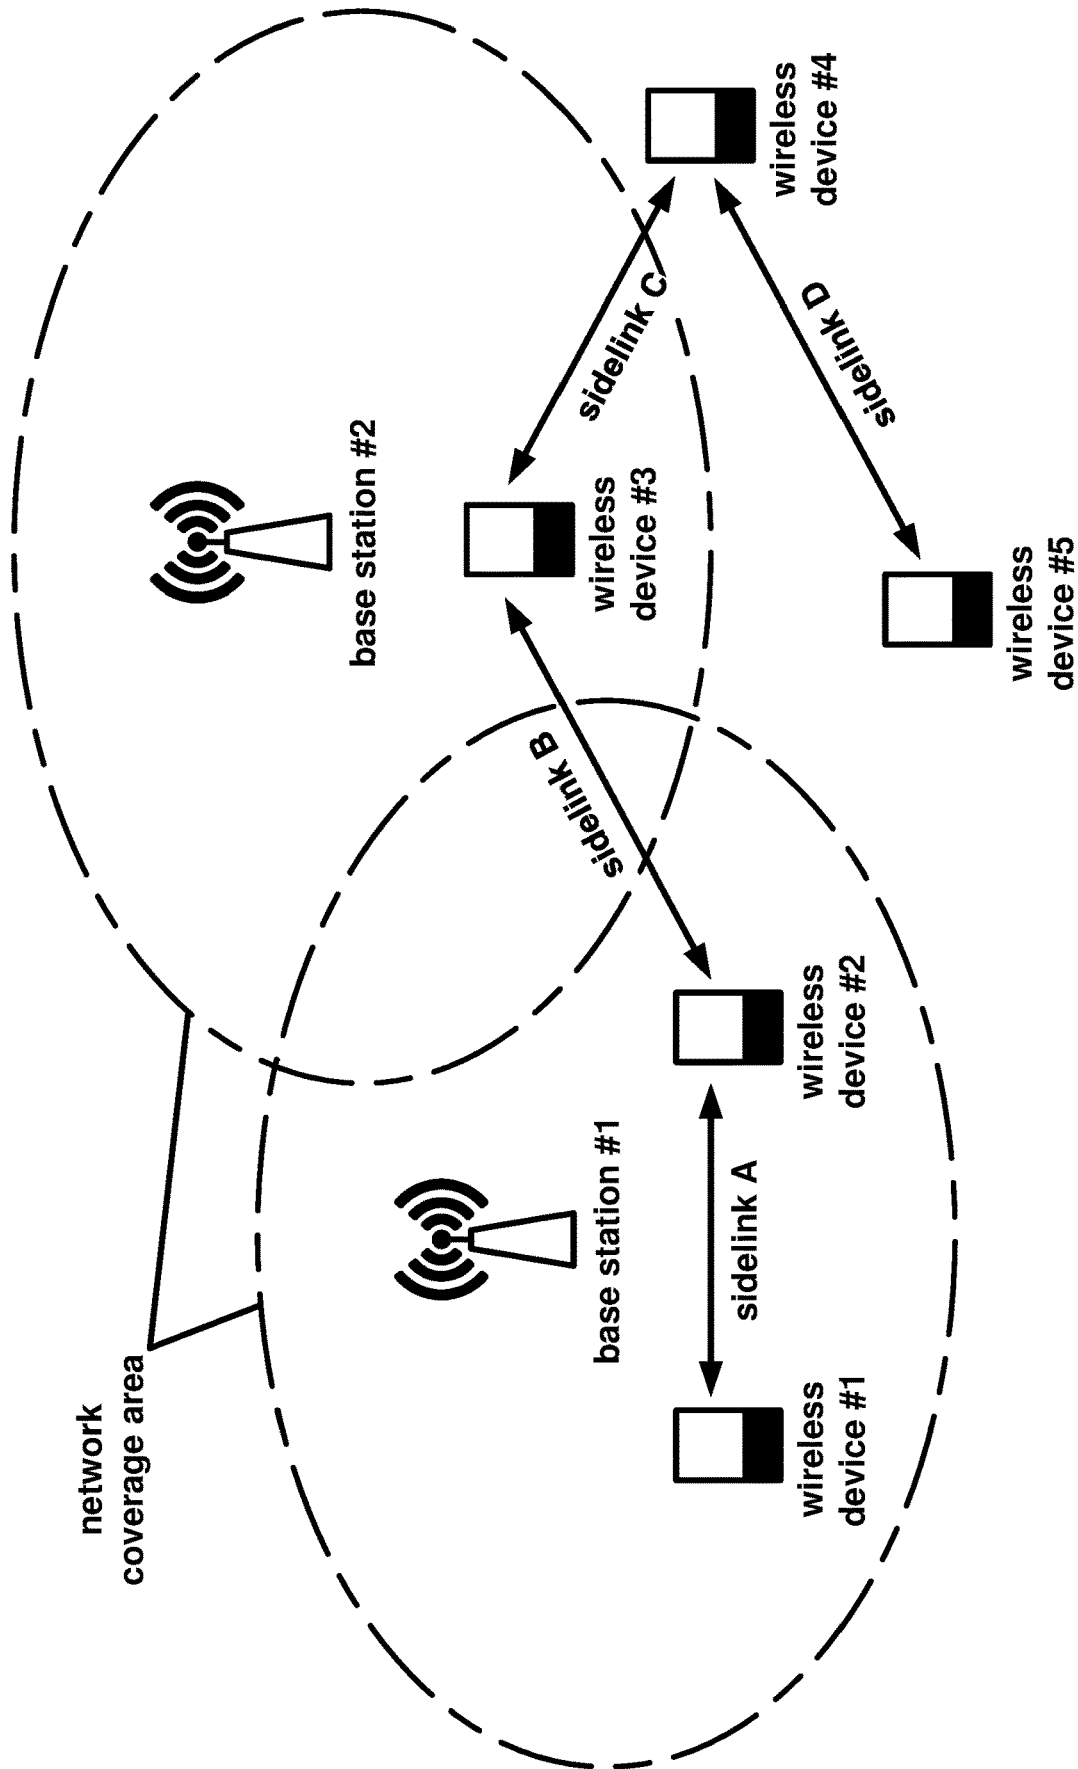 network
coverage area
base station #1
base station #2
wireless
device #1
sidelink A
wireless
device #2
sidelink B
wireless
device #3
sidelink C
wireless
device #4
sidelink D
wireless
device #5